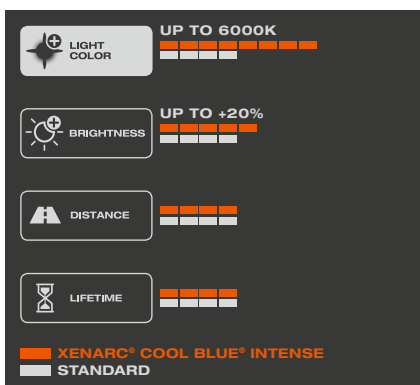 UP TO 6000K
LIGHT
COLOR
UP TO +20%
BRIGHTNESS
DISTANCE
LIFETIME
XENARC® COOL BLUE® INTENSE
STANDARD